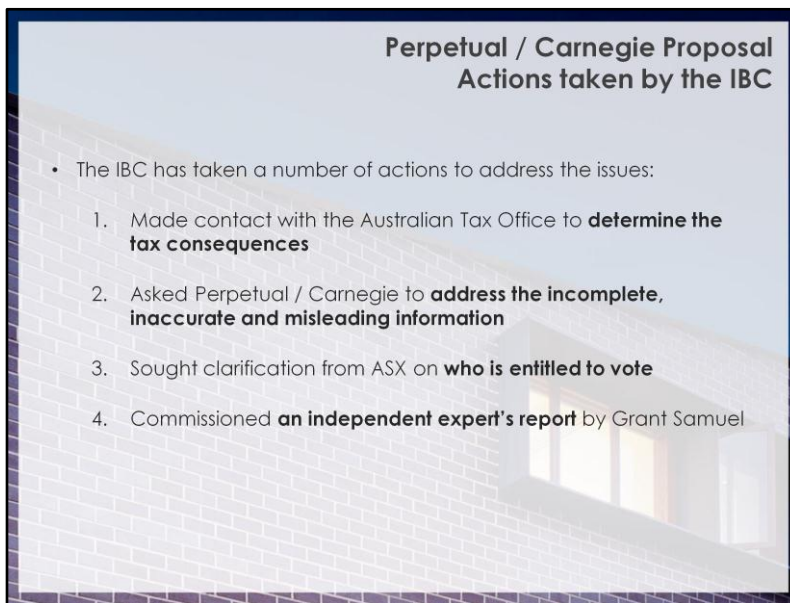 Perpetual / Carnegie Proposal
Actions taken by the IBC
• The IBC has taken a number of actions to address the issues:
1. Made contact with the Australian Tax Office to determine the
tax consequences
2. Asked Perpetual / Carnegie to address the incomplete,
inaccurate and misleading information
3. Sought clarification from ASX on who is entitled to vote
4. Commissioned an independent expert's report by Grant Samuel